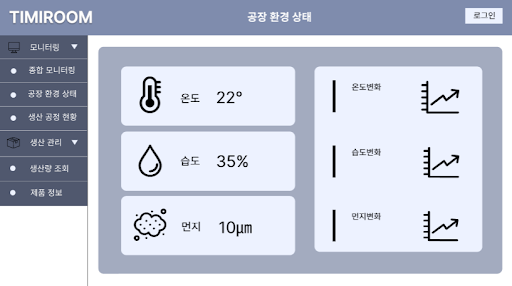 TIMIROOM
공장 환경 상태
로그인
모니터링
종합 모니터링
공장 환경 상태
생산 공정 현황
생산 관리
생산량 조회
제품 정보
온도 22°
습도 35%
먼지 10㎛
온도변화
습도변화
먼지변화